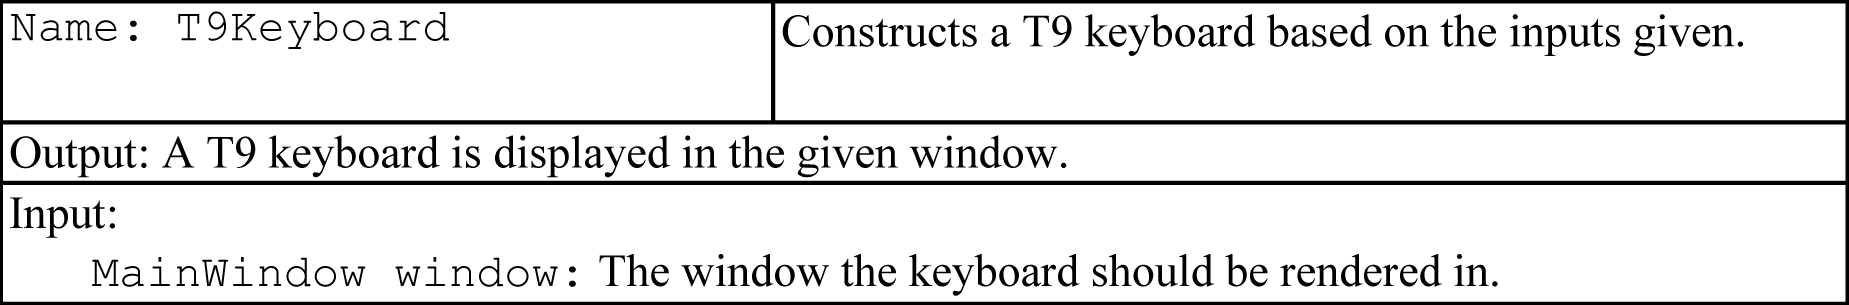 Name: T9Keyboard
Constructs a T9 keyboard based on the inputs given.
Output: A T9 keyboard is displayed in the given window.
Input:
MainWindow window: The window the keyboard should be rendered in.